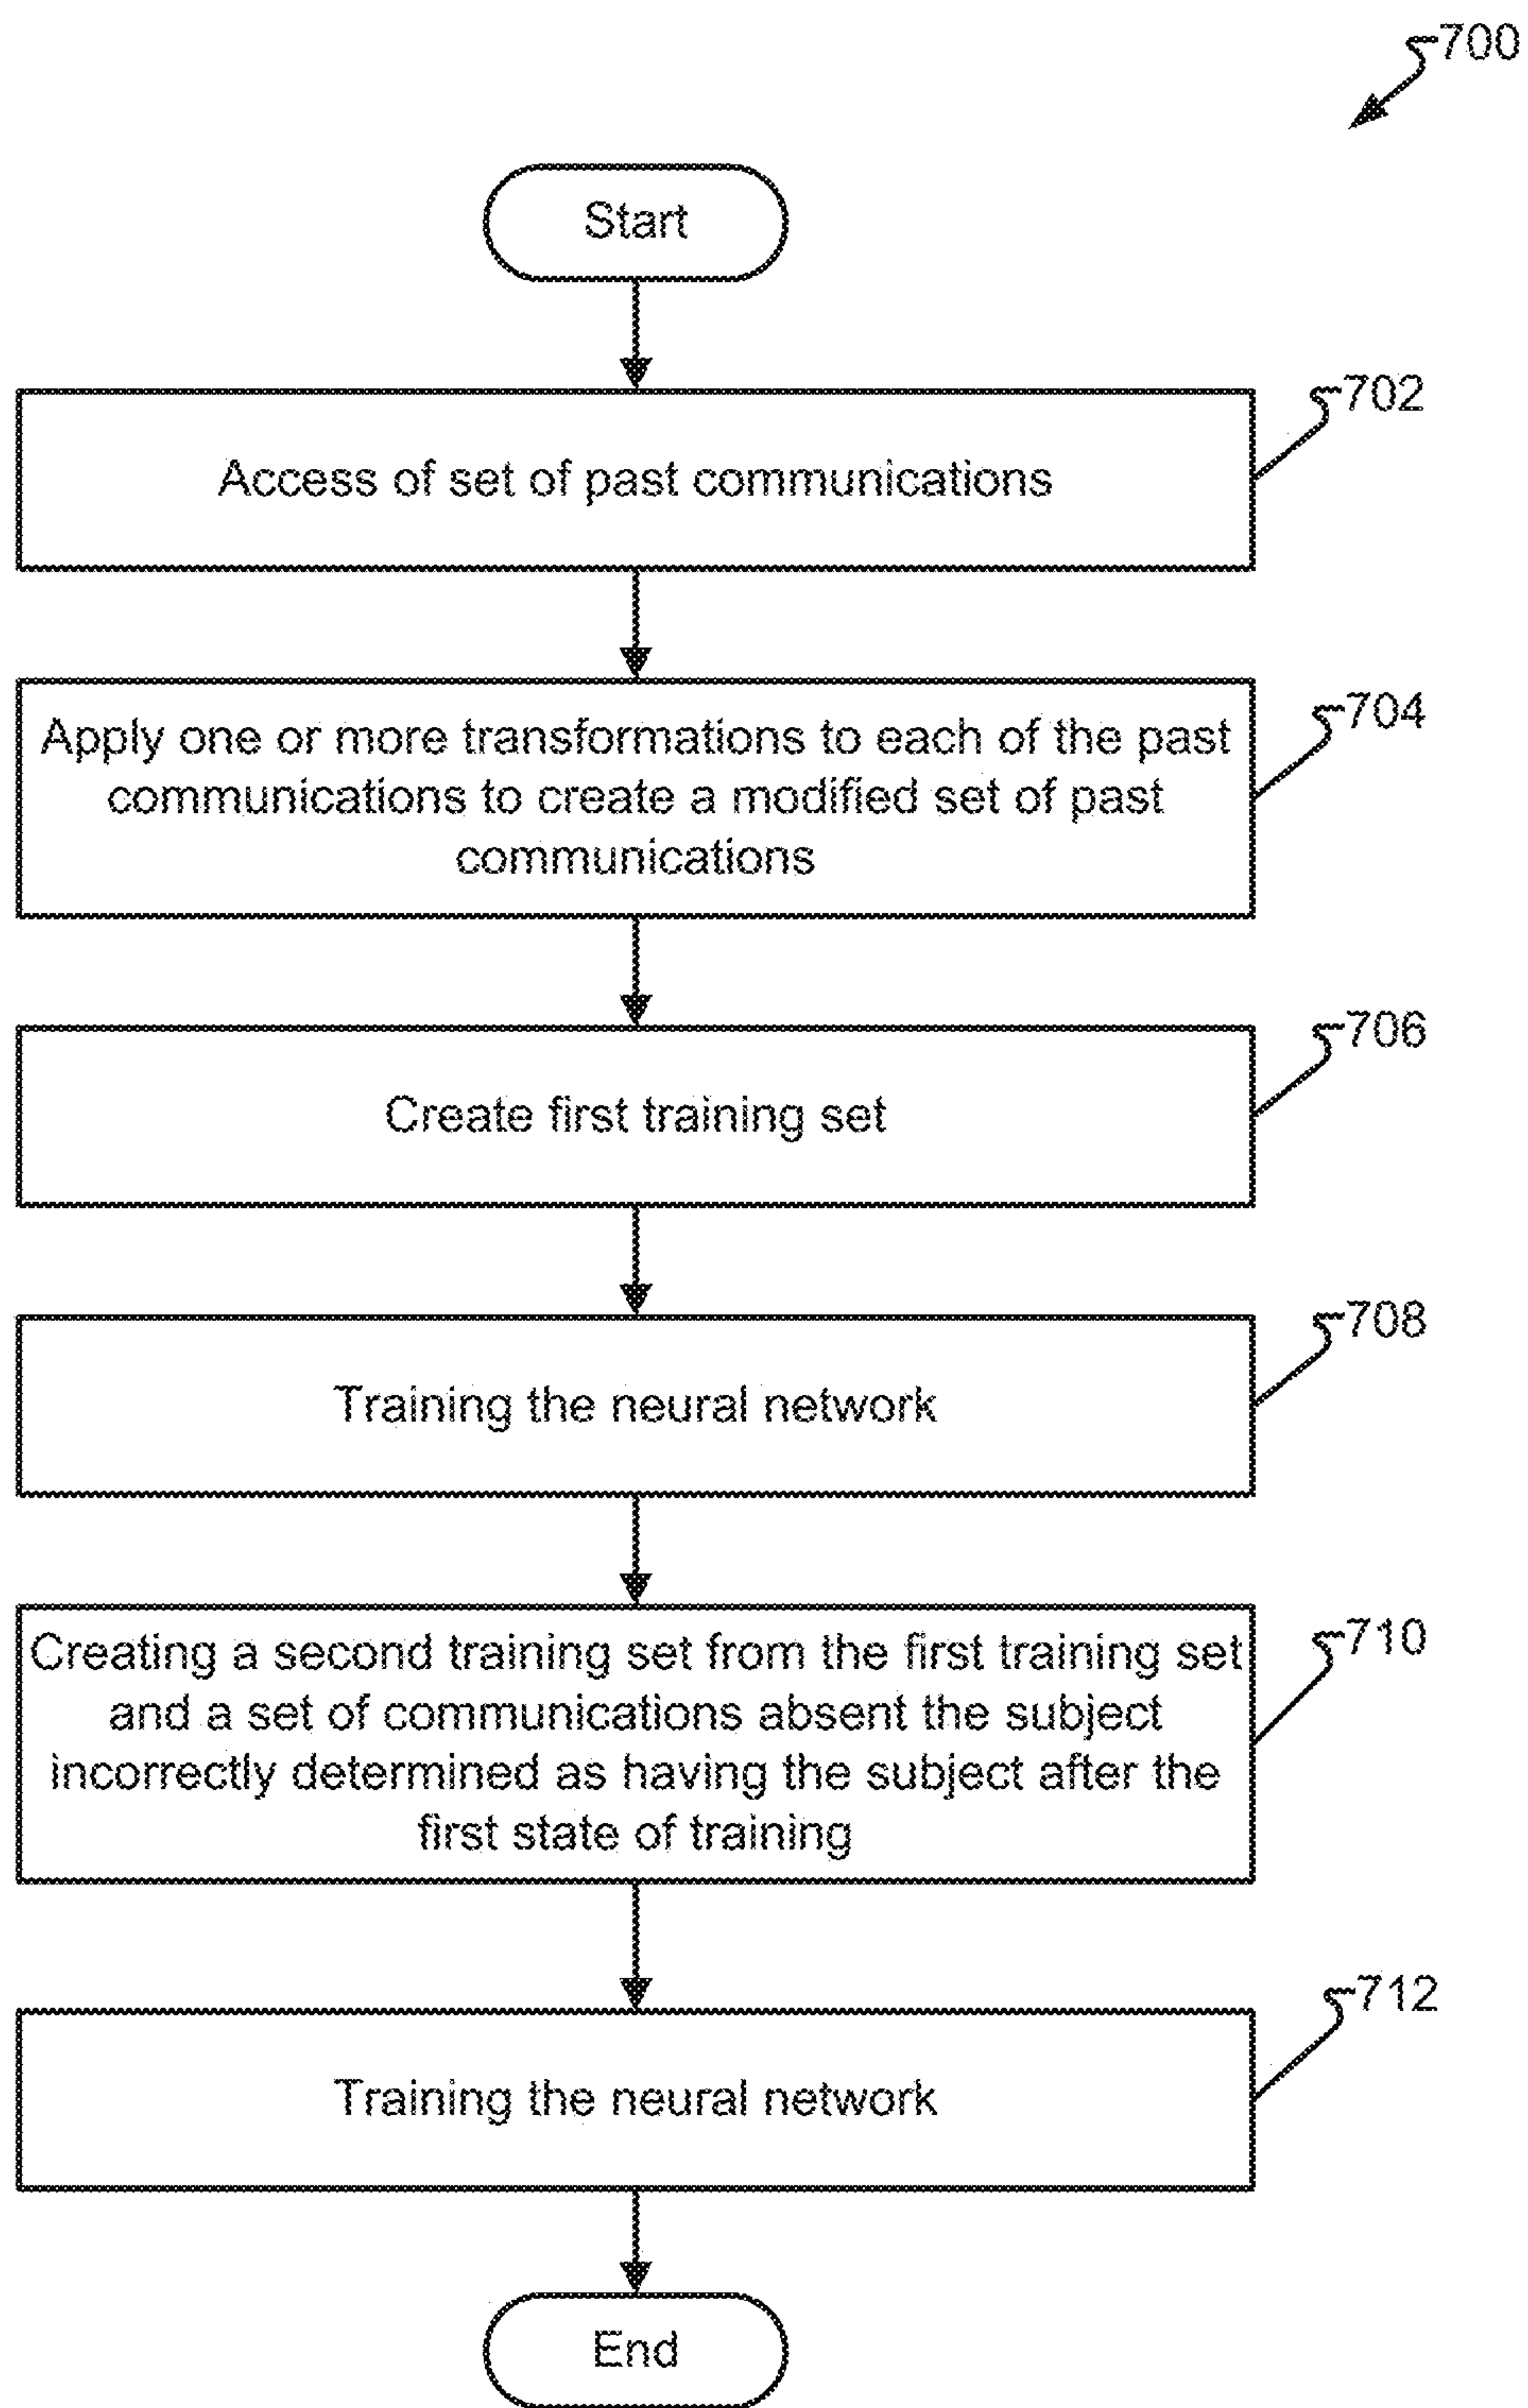 700
Start
702
Access of set of past communications
704
Apply one or more transformations to each of the past
communications to create a modified set of past
communications
706
Create first training set
708
Training the neural network
710
Creating a second training set from the first training set
and a set of communications absent the subject
incorrectly determined as having the subject after the
first state of training
712
Training the neural network
End